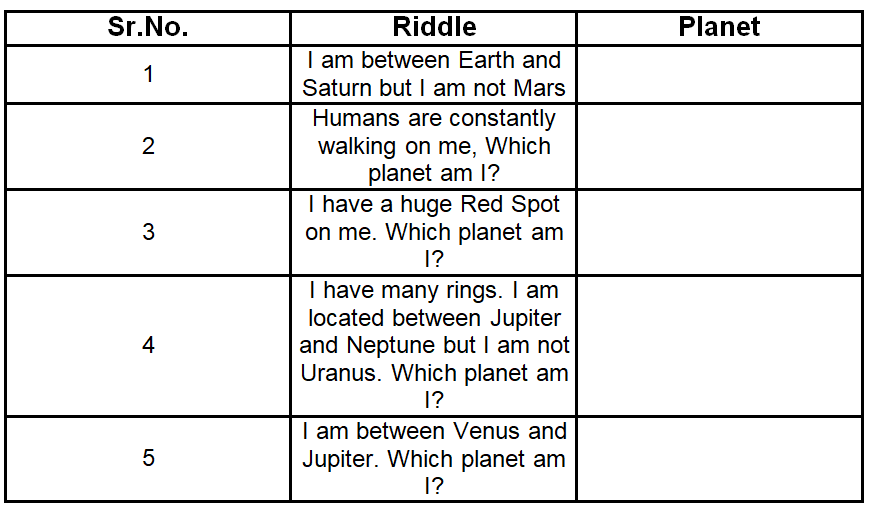 Sr.No. Riddle Planet
1 I am between Earth and
Saturn but I am not Mars
2 Humans are constantly
walking on me, Which
planet am I?
3 I have a huge Red Spot
on me. Which planet am
I?
4 I have many rings. I am
located between Jupiter
and Neptune but I am not
Uranus. Which planet am
I?
5 I am between Venus and
Jupiter. Which planet am
I?